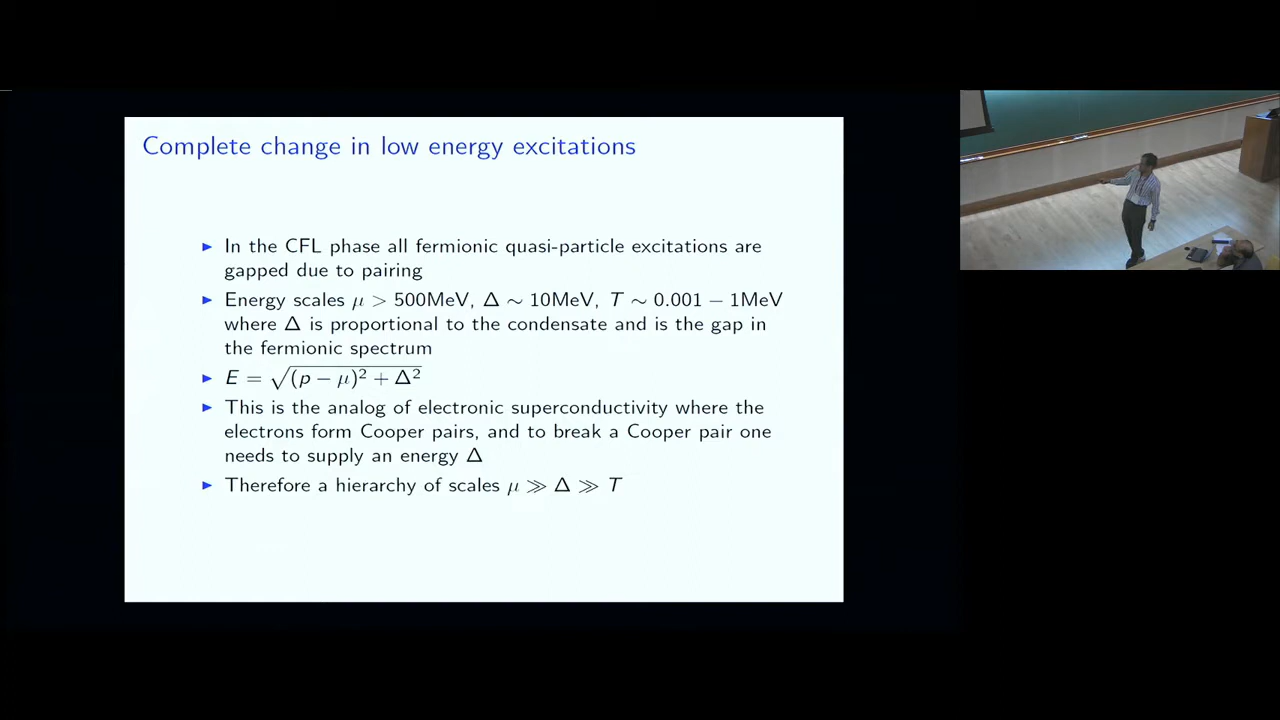 Complete change in low energy excitations
▶ In the CFL phase all fermionic quasi-particle excitations are
gapped due to pairing
▶ Energy scales μ > 500MeV, Δ ∼ 10MeV, T ∼ 0.001 − 1MeV
where Δ is proportional to the condensate and is the gap in
the fermionic spectrum
▶ E = √(p − μ)² + Δ²
▶ This is the analog of electronic superconductivity where the
electrons form Cooper pairs, and to break a Cooper pair one
needs to supply an energy Δ
▶ Therefore a hierarchy of scales μ ≫ Δ ≫ T